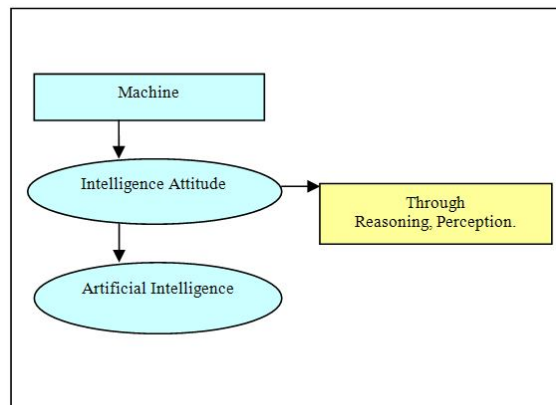 Machine
Intelligence Attitude
Through
Reasoning, Perception.
Artificial Intelligence